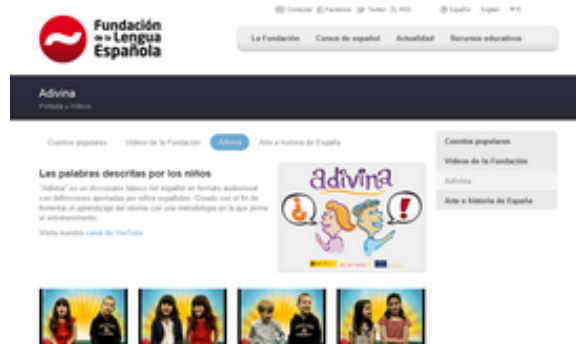 Contactar Facebook Twitter RSS Español English 中文
Fundación
de la Lengua
Española
La Fundación Cursos de español Actualidad Recursos educativos
Adivina
Portada » Videos
Cuentos populares Vídeos de la Fundación Adivina Arte e historia de España
Cuentos populares
Vídeos de la Fundación
Adivina
Arte e historia de España
Las palabras descritas por los niños
"Adivina" es un diccionario básico del español en formato audiovisual
con definiciones aportadas por niños españoles. Creado con el fin de
fomentar el aprendizaje del idioma con una metodología en la que prima
el entretenimiento.
Visita nuestro canal de YouTube
adivina
¿ !